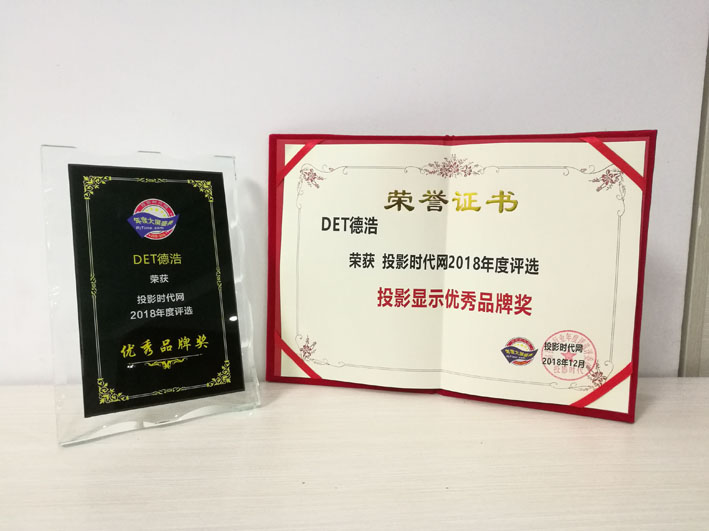 DET德浩
荣获
投影时代网
2018年度评选
优秀品牌奖
荣誉证书
DET德浩
荣获 投影时代网2018年度评选
投影显示优秀品牌奖
投影时代网
2018年12月